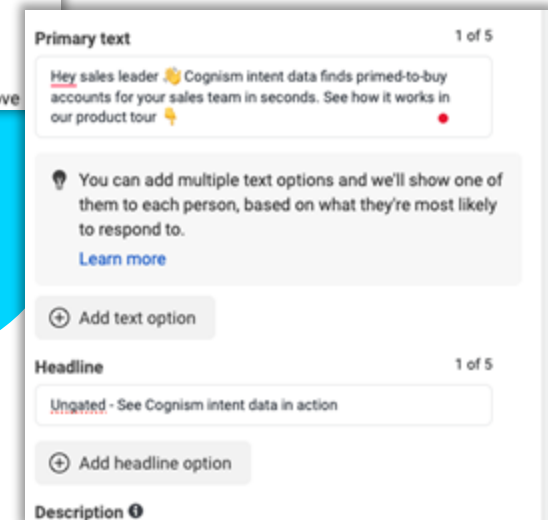 Primary text
1 of 5
Hey sales leader 👋 Cognism intent data finds primed-to-buy
accounts for your sales team in seconds. See how it works in
our product tour 👇
You can add multiple text options and we'll show one of
them to each person, based on what they're most likely
to respond to.
Learn more
Add text option
Headline
1 of 5
Ungated - See Cognism intent data in action
Add headline option
Description